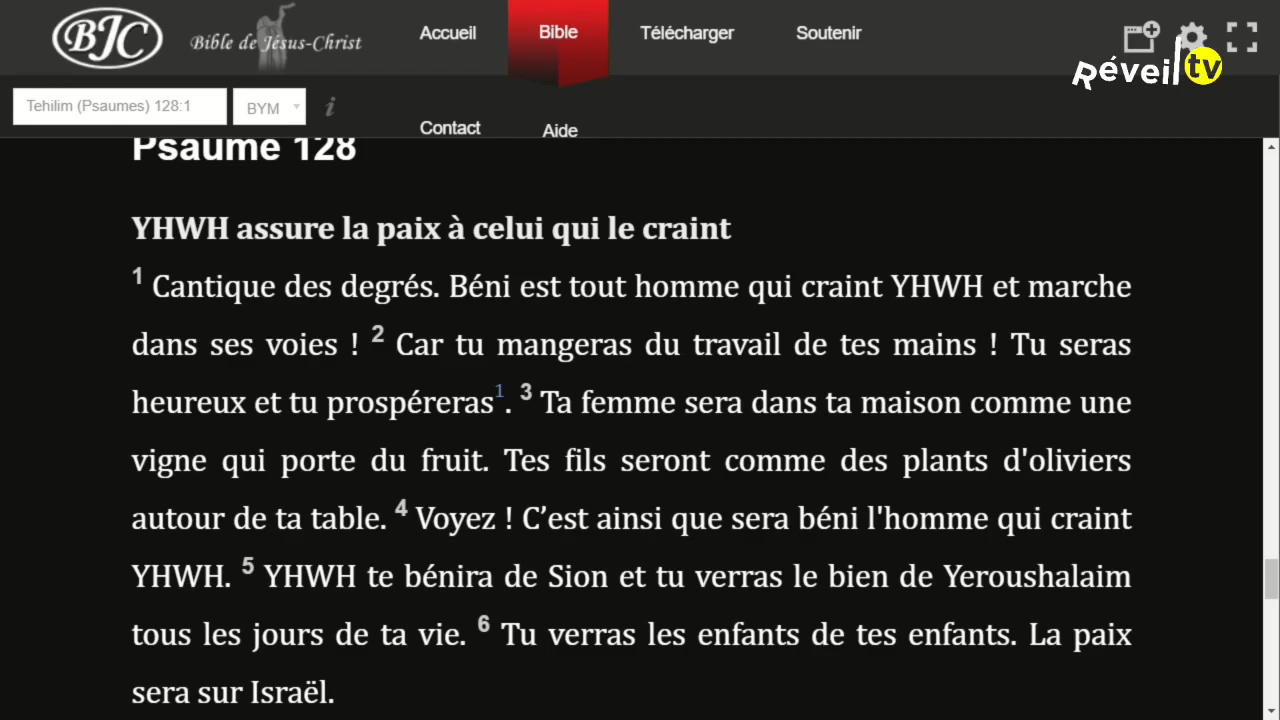 BJC Bible de Jésus-Christ Accueil Bible Télécharger Soutenir
Réveil tv
Tehilim (Psaumes) 128:1 BYM i
Contact Aide
Psaume 128
YHWH assure la paix à celui qui le craint
1 Cantique des degrés. Béni est tout homme qui craint YHWH et marche
dans ses voies ! 2 Car tu mangeras du travail de tes mains ! Tu seras
heureux et tu prospéreras1. 3 Ta femme sera dans ta maison comme une
vigne qui porte du fruit. Tes fils seront comme des plants d'oliviers
autour de ta table. 4 Voyez ! C’est ainsi que sera béni l'homme qui craint
YHWH. 5 YHWH te bénira de Sion et tu verras le bien de Yeroushalaim
tous les jours de ta vie. 6 Tu verras les enfants de tes enfants. La paix
sera sur Israël.